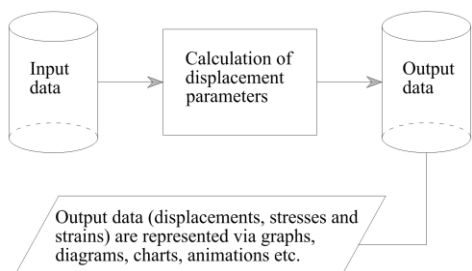 Input
data
Calculation of
displacement
parameters
Output
data
Output data (displacements, stresses and
strains) are represented via graphs,
diagrams, charts, animations etc.